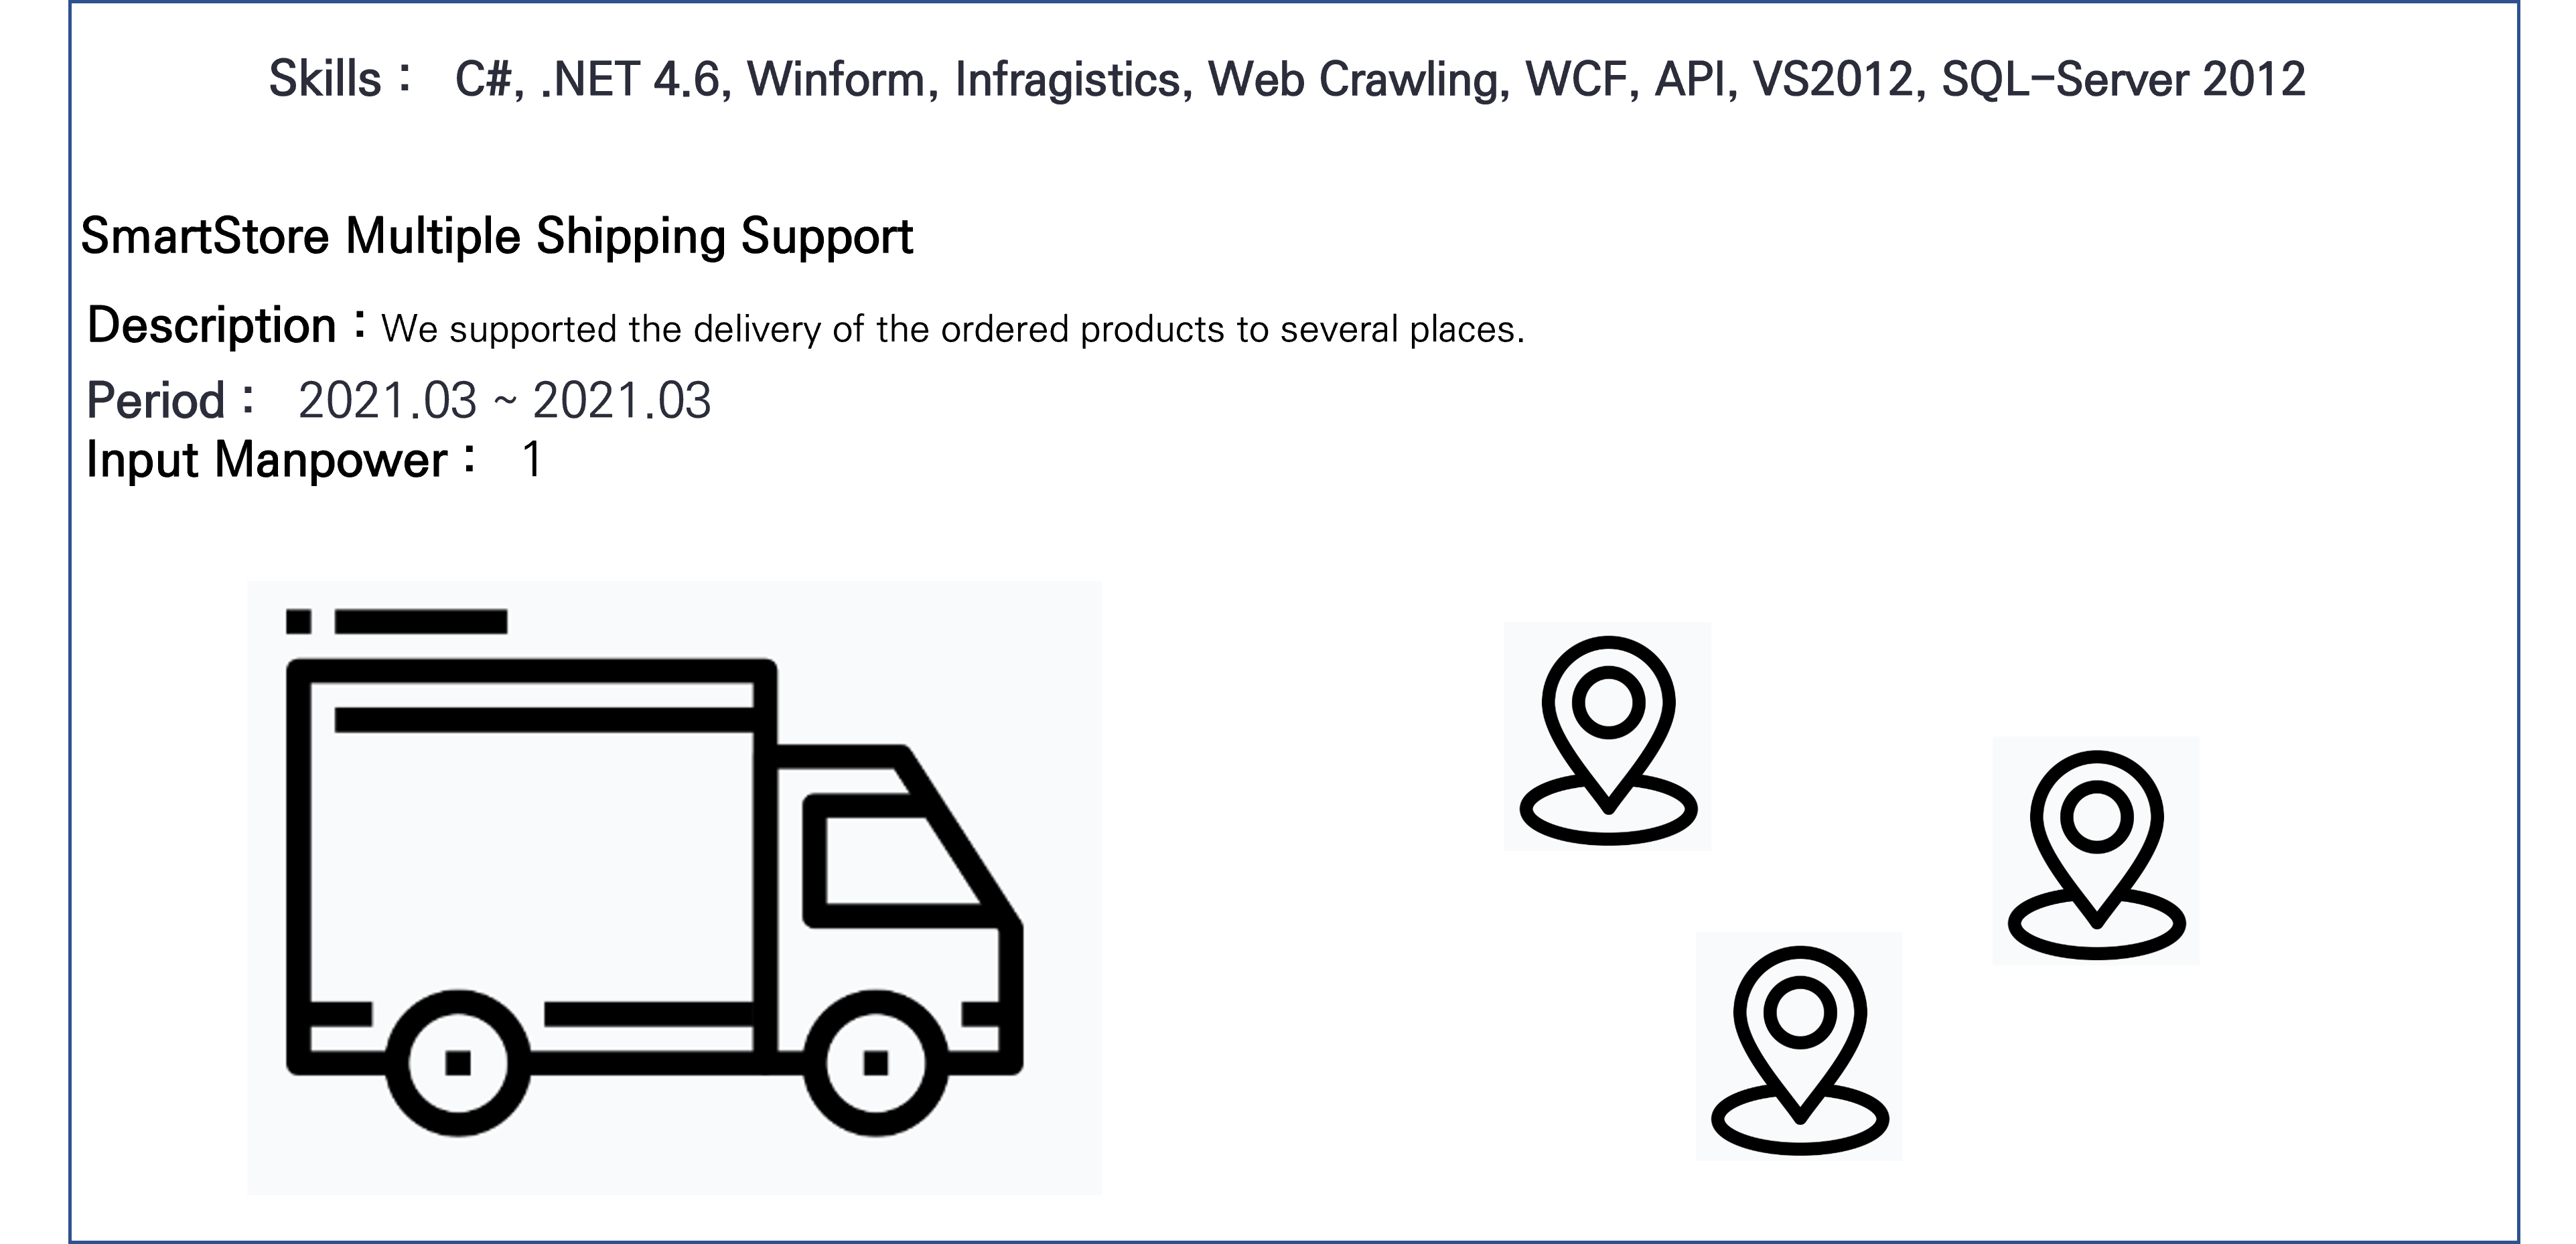 Skills : C#, .NET 4.6, Winform, Infragistics, Web Crawling, WCF, API, VS2012, SQL-Server 2012
SmartStore Multiple Shipping Support
Description : We supported the delivery of the ordered products to several places.
Period : 2021.03 ~ 2021.03
Input Manpower : 1